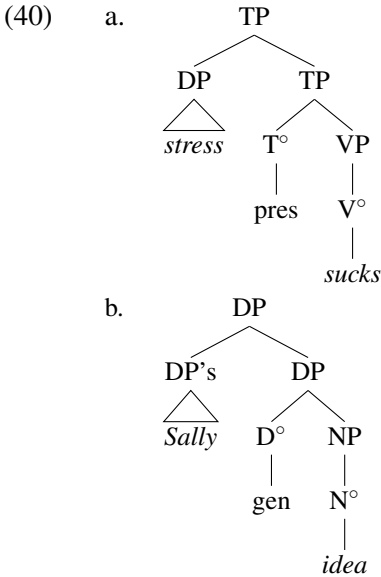 (40) a. TP
DP TP
stress T° VP
pres V°
sucks
b. DP
DP's DP
Sally D° NP
gen N°
idea